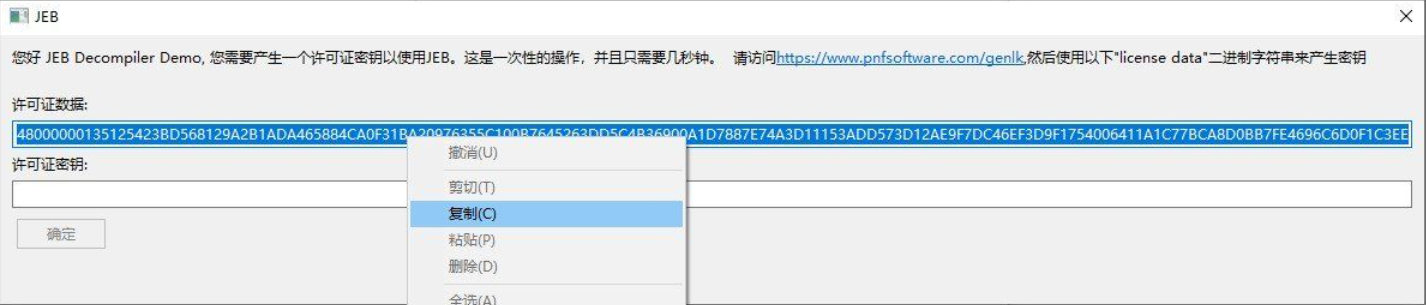 JEB
您好 JEB Decompiler Demo, 您需要产生一个许可证密钥以使用JEB。这是一次性的操作，并且只需要几秒钟。 请访问https://www.pnfsoftware.com/genlk,然后使用以下"license data"二进制字符串来产生密钥
许可证数据:
撤消(U)
许可证密钥:
剪切(T)
复制(C)
确定
粘贴(P)
删除(D)
全选(A)